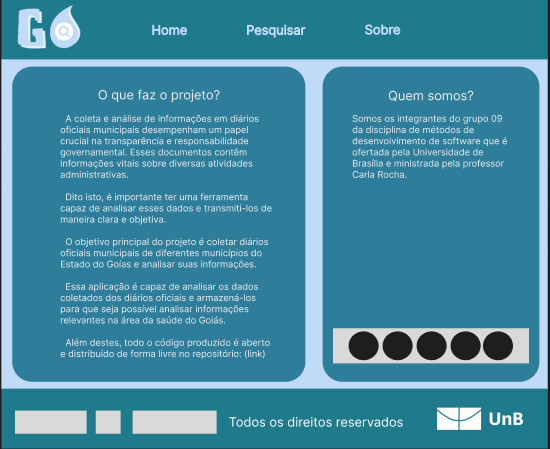 GO
Home
Pesquisar
Sobre
O que faz o projeto?
A coleta e análise de informações em diários
oficiais municipais desempenham um papel
crucial na transparência e responsabilidade
governamental. Esses documentos contêm
informações vitais sobre diversas atividades
administrativas.
Dito isto, é importante ter uma ferramenta
capaz de analisar esses dados e transmiti-los de
maneira clara e objetiva.
O objetivo principal do projeto é coletar diários
oficiais municipais de diferentes municípios do
Estado do Goías e analisar suas informações.
Essa aplicação é capaz de analisar os dados
coletados dos diários oficiais e armazená-los
para que seja possível analisar informações
relevantes na área da saúde do Goiás.
Além destes, todo o código produzido é aberto
e distribuído de forma livre no repositório: (link)
Quem somos?
Somos os integrantes do grupo 09
da disciplina de métodos de
desenvolvimento de software que é
ofertada pela Universidade de
Brasília e ministrada pela professor
Carla Rocha.
Todos os direitos reservados
UnB